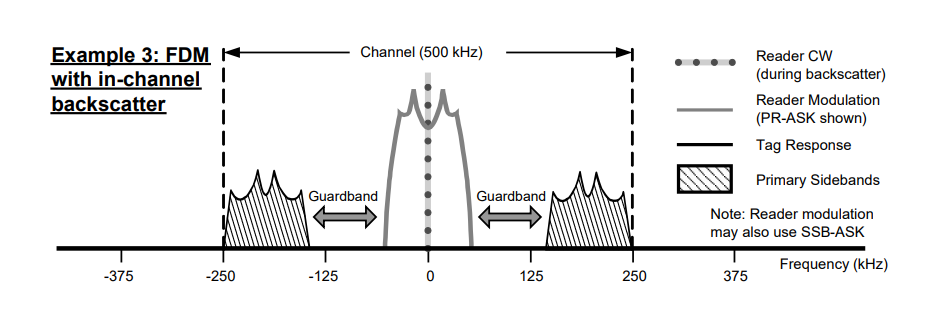 Example 3: FDM
with in-channel
backscatter
Channel (500 kHz)
Reader CW
(during backscatter)
Reader Modulation
(PR-ASK shown)
Tag Response
Primary Sidebands
Note: Reader modulation
may also use SSB-ASK
Guardband
Guardband
Frequency (kHz)
-375
-250
-125
0
125
250
375